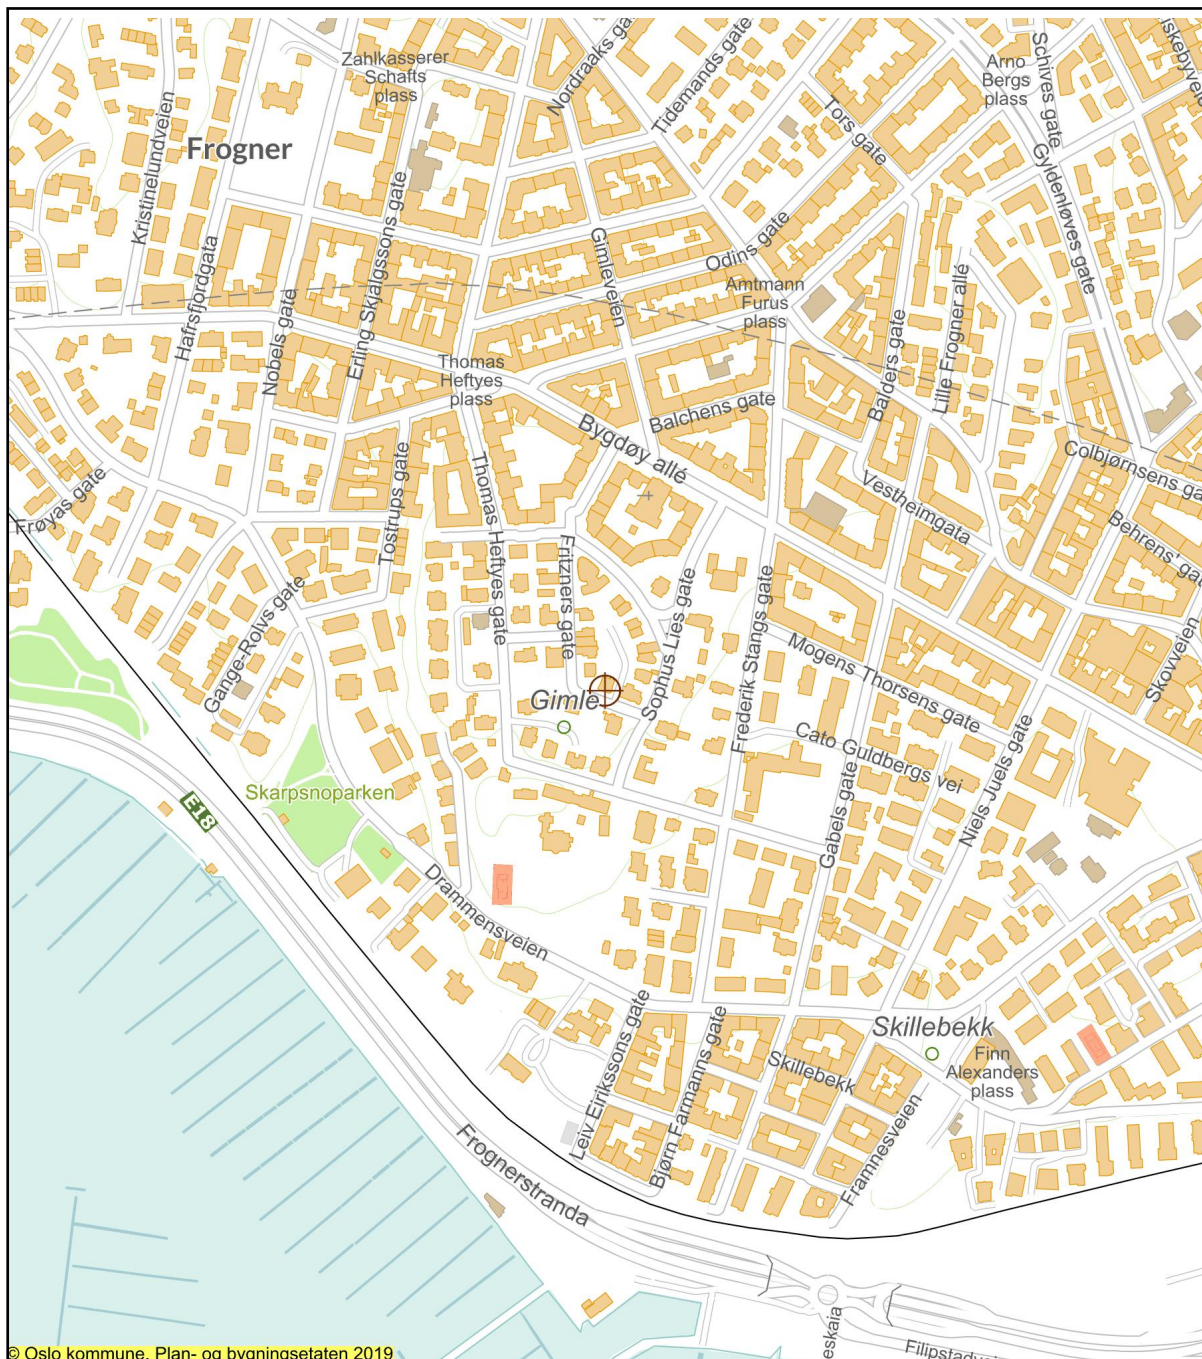 Zahlkasserer
Schafts
plass
Nordraaks ga
Tidemands gate
Arno
Bergs
plass
Schives gate
Kristinelundveien
Frogner
Tors gate
Gyldenløves gate
Erling Skjalgssons gate
Gimleveien
Odins gate
Amtmann
Furus
plass
Hafrsfjordgata
Nobels gate
Thomas
Heftyes
plass
Balders gate
Lille Frogner allé
Balchens gate
Bygdøy allé
Colbjørnsens ga
Vestheimgata
Behrens' ga
Frøyas gate
Tostrups gate
Thomas Heftyes gate
Fritzners gate
Gange-Rolvs gate
Sophus Lies gate
Frederik Stangs gate
Mogens Thorsens gate
Skovveien
Gimle
Cato Guldbergs vei
Gabels gate
Niels Juels gate
Skarpsnoparken
E18
Drammensveien
Leiv Eirikssons gate
Bjørn Farmanns gate
Skillebekk
Skillebekk
Finn
Alexanders
plass
Framnesveien
Frognerstranda
eskaia
© Oslo kommune, Plan- og bygningsetaten 2019